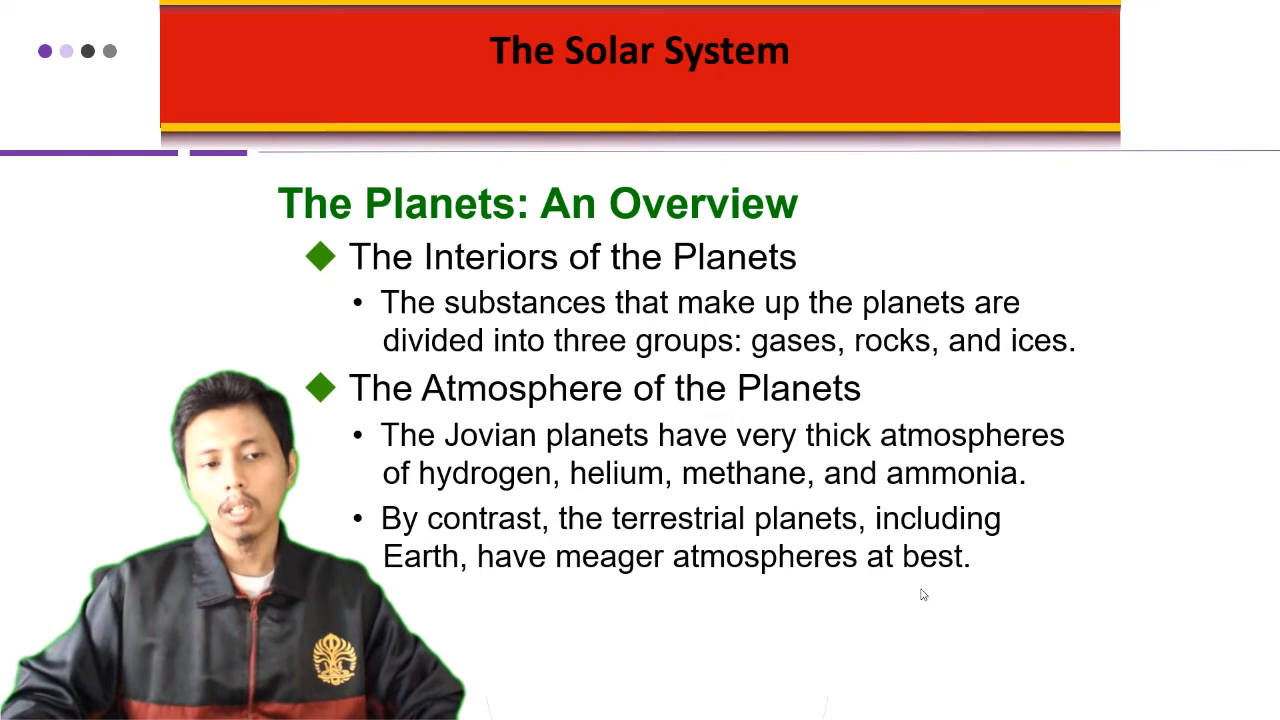 The Solar System
The Planets: An Overview
The Interiors of the Planets
• The substances that make up the planets are
divided into three groups: gases, rocks, and ices.
The Atmosphere of the Planets
• The Jovian planets have very thick atmospheres
of hydrogen, helium, methane, and ammonia.
• By contrast, the terrestrial planets, including
Earth, have meager atmospheres at best.